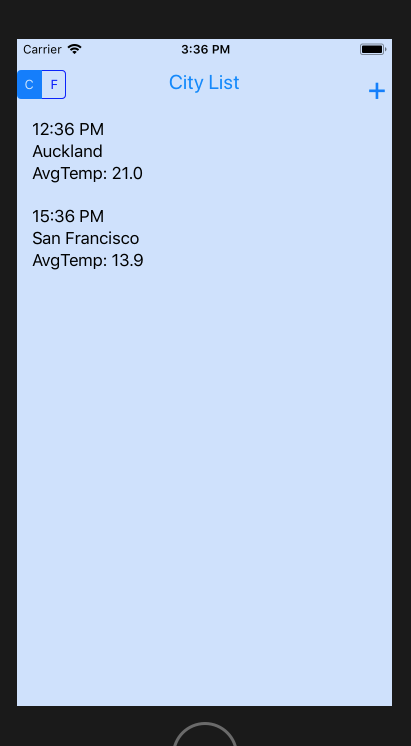 Carrier 3:36 PM
C F City List +
12:36 PM
Auckland
AvgTemp: 21.0
15:36 PM
San Francisco
AvgTemp: 13.9